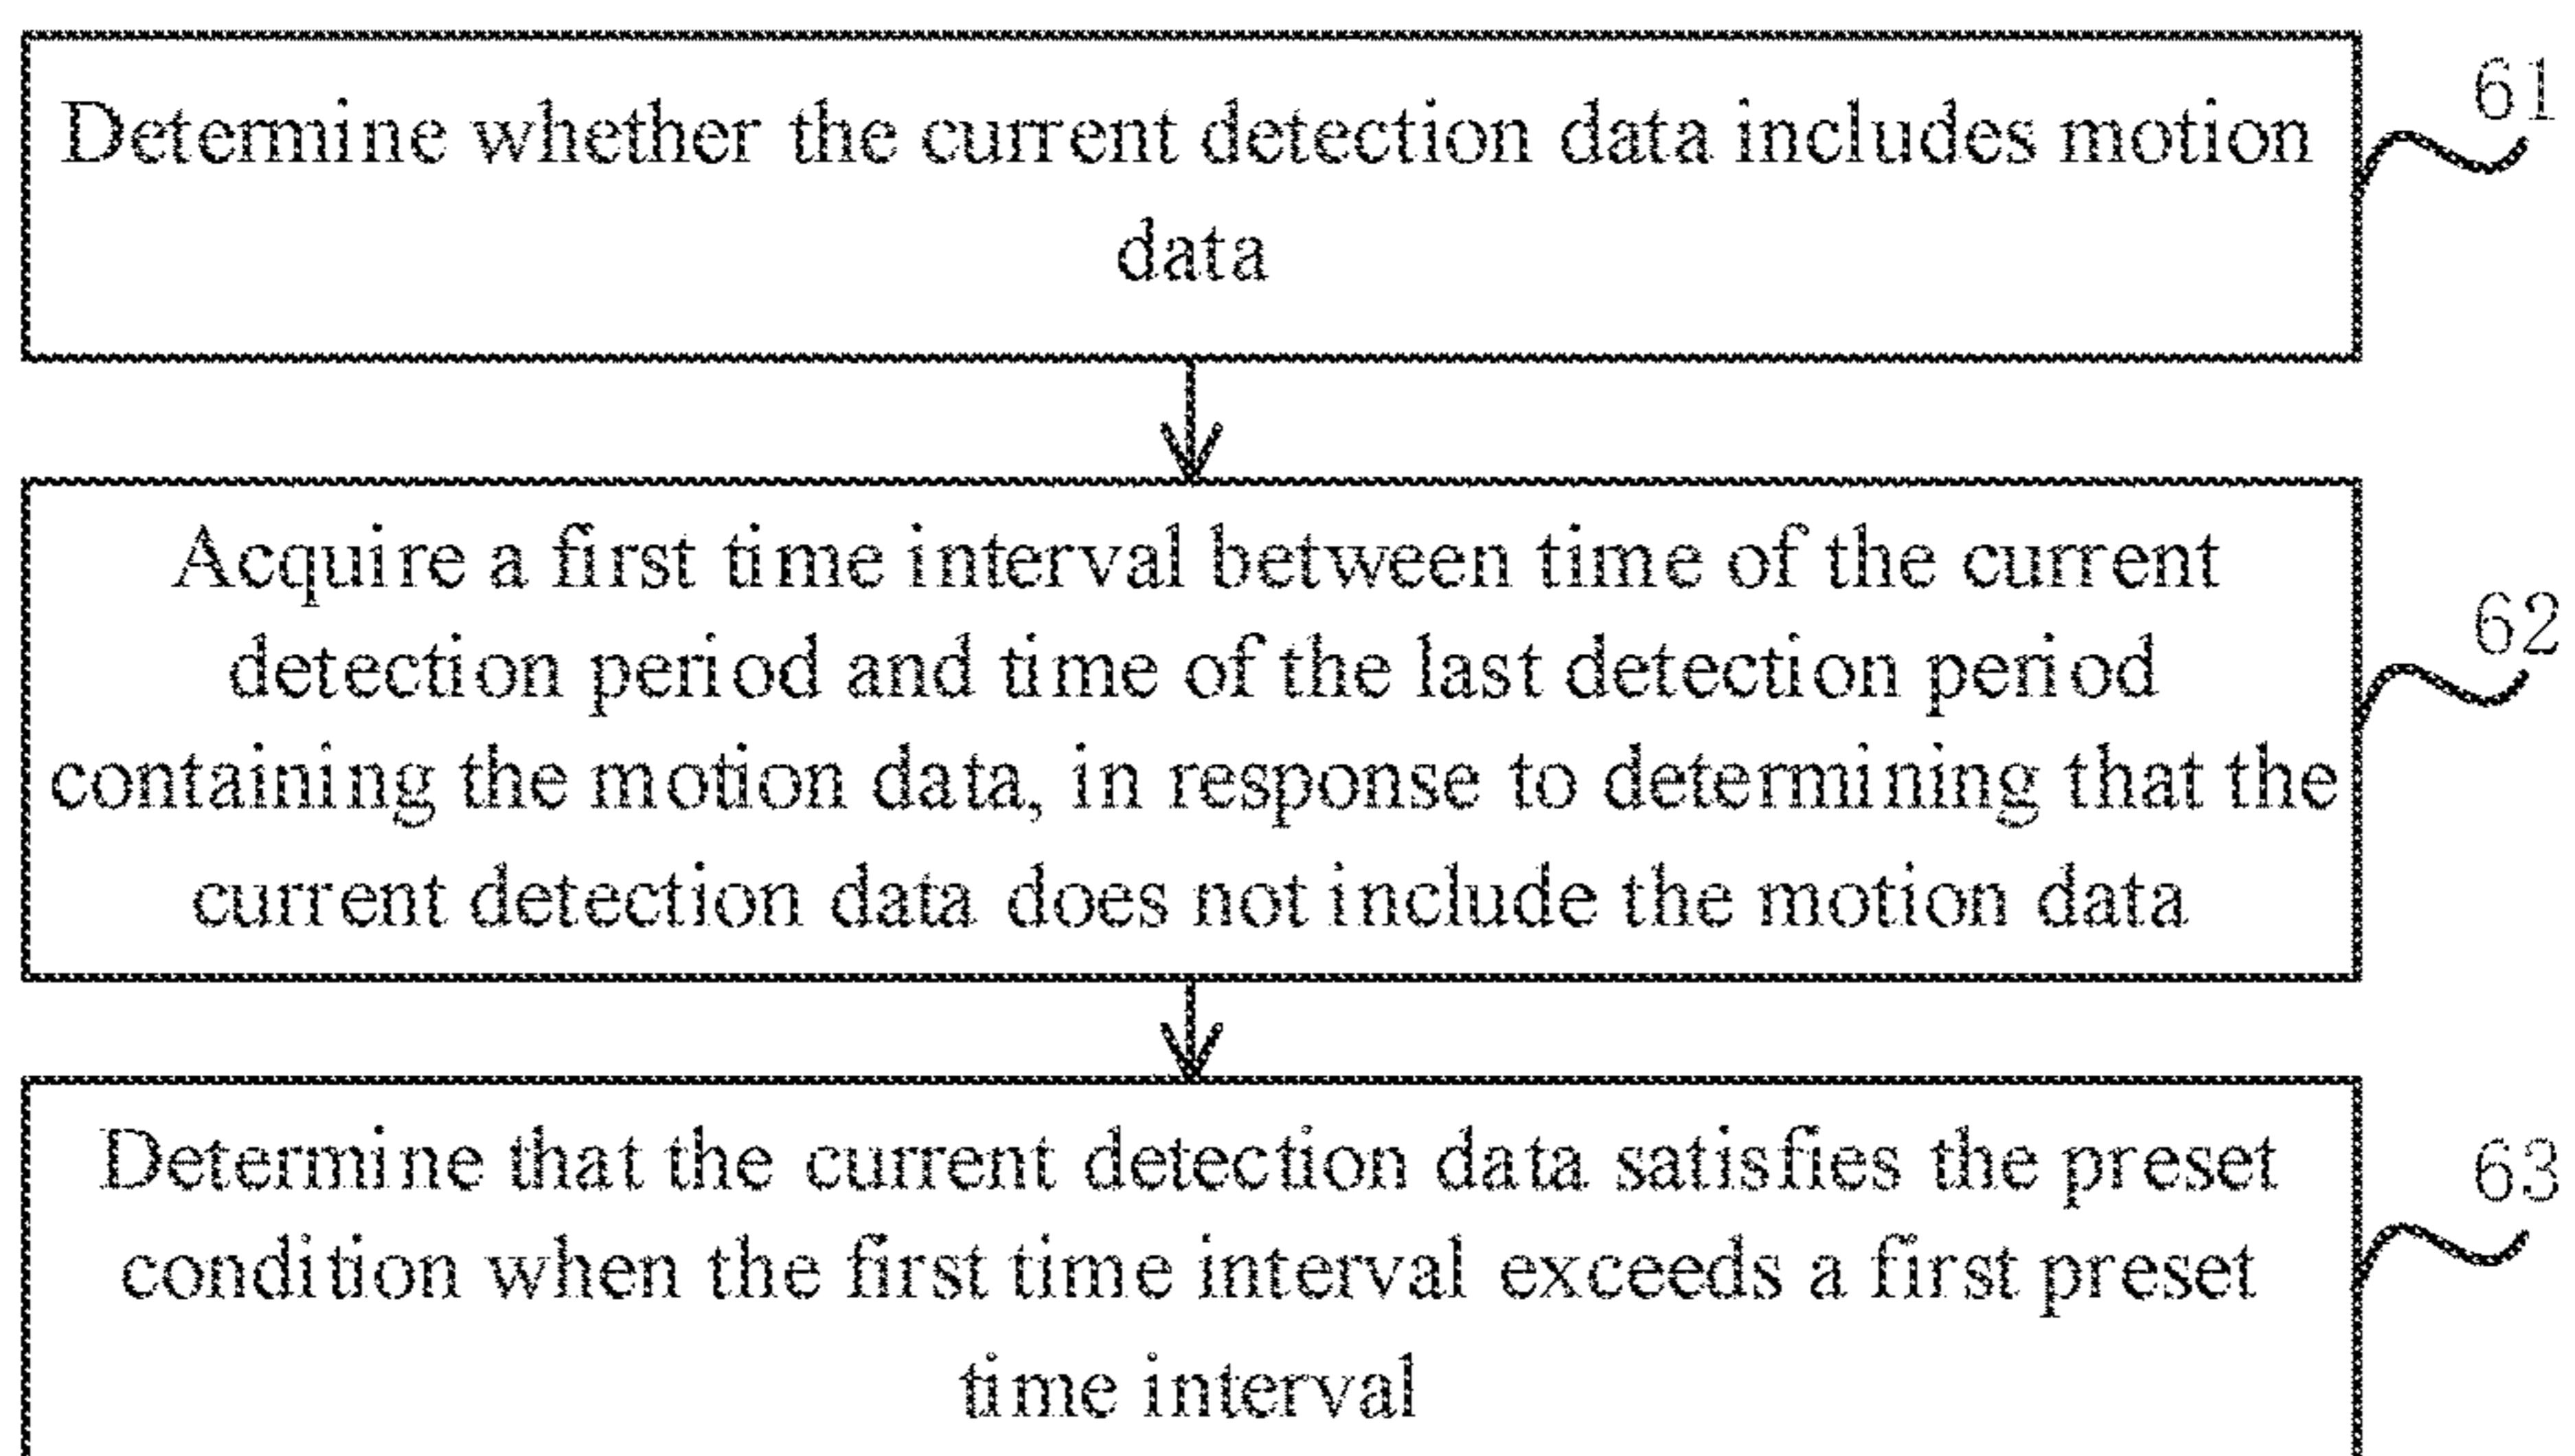 Determine whether the current detection data includes motion
data
61
Acquire a first time interval between time of the current
detection period and time of the last detection period
containing the motion data, in response to determining that the
current detection data does not include the motion data
62
Determine that the current detection data satisfies the preset
condition when the first time interval exceeds a first preset
time interval
63